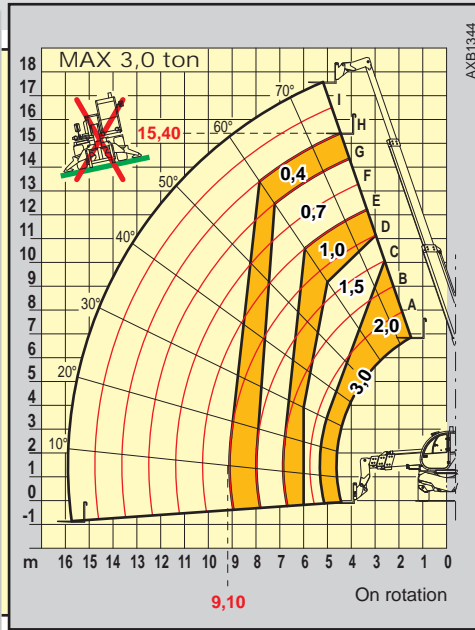 AXB1344
MAX 3,0 ton
18
17
16
15
14
13
12
11
10
9
8
7
6
5
4
3
2
1
0
-1
15,40
70°
60°
50°
40°
30°
20°
10°
I
H
G
F
E
D
C
B
A
0,4
0,7
1,0
1,5
2,0
3,0
m 16 15 14 13 12 11 10 9 8 7 6 5 4 3 2 1 0
9,10
On rotation